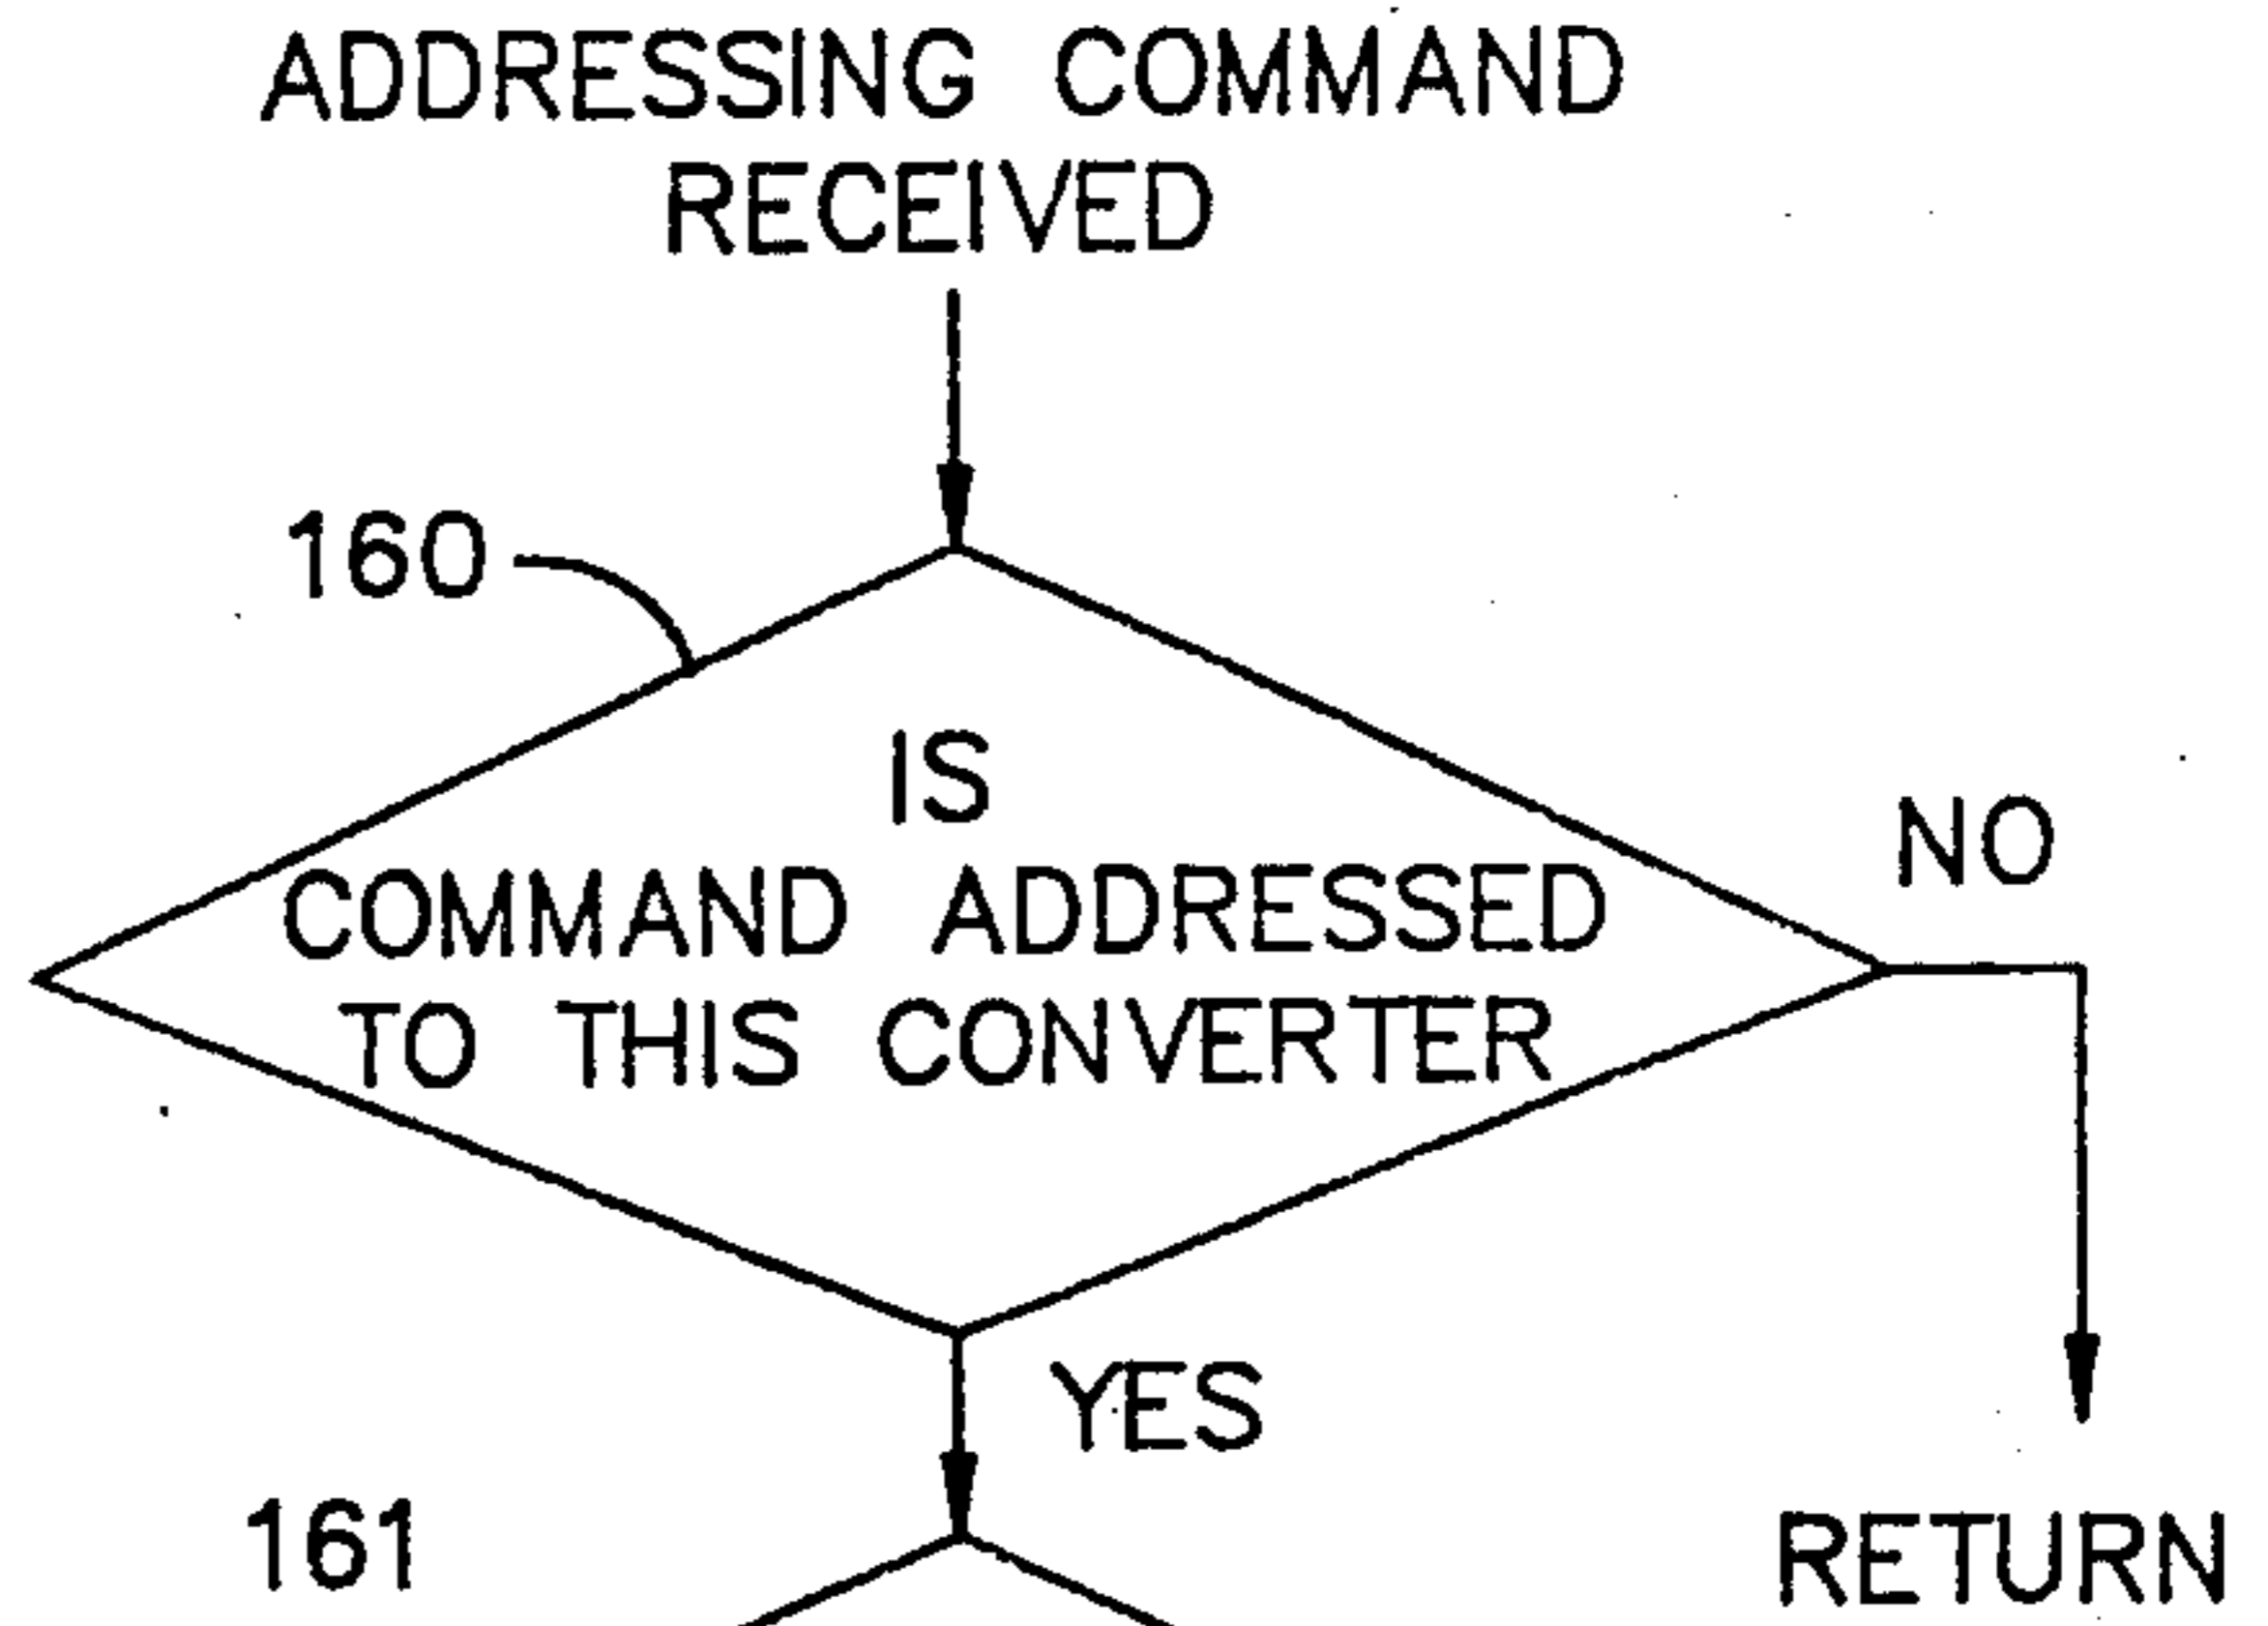 ADDRESSING COMMAND
RECEIVED
160
IS
COMMAND ADDRESSED
TO THIS CONVERTER
NO
YES
161
RETURN